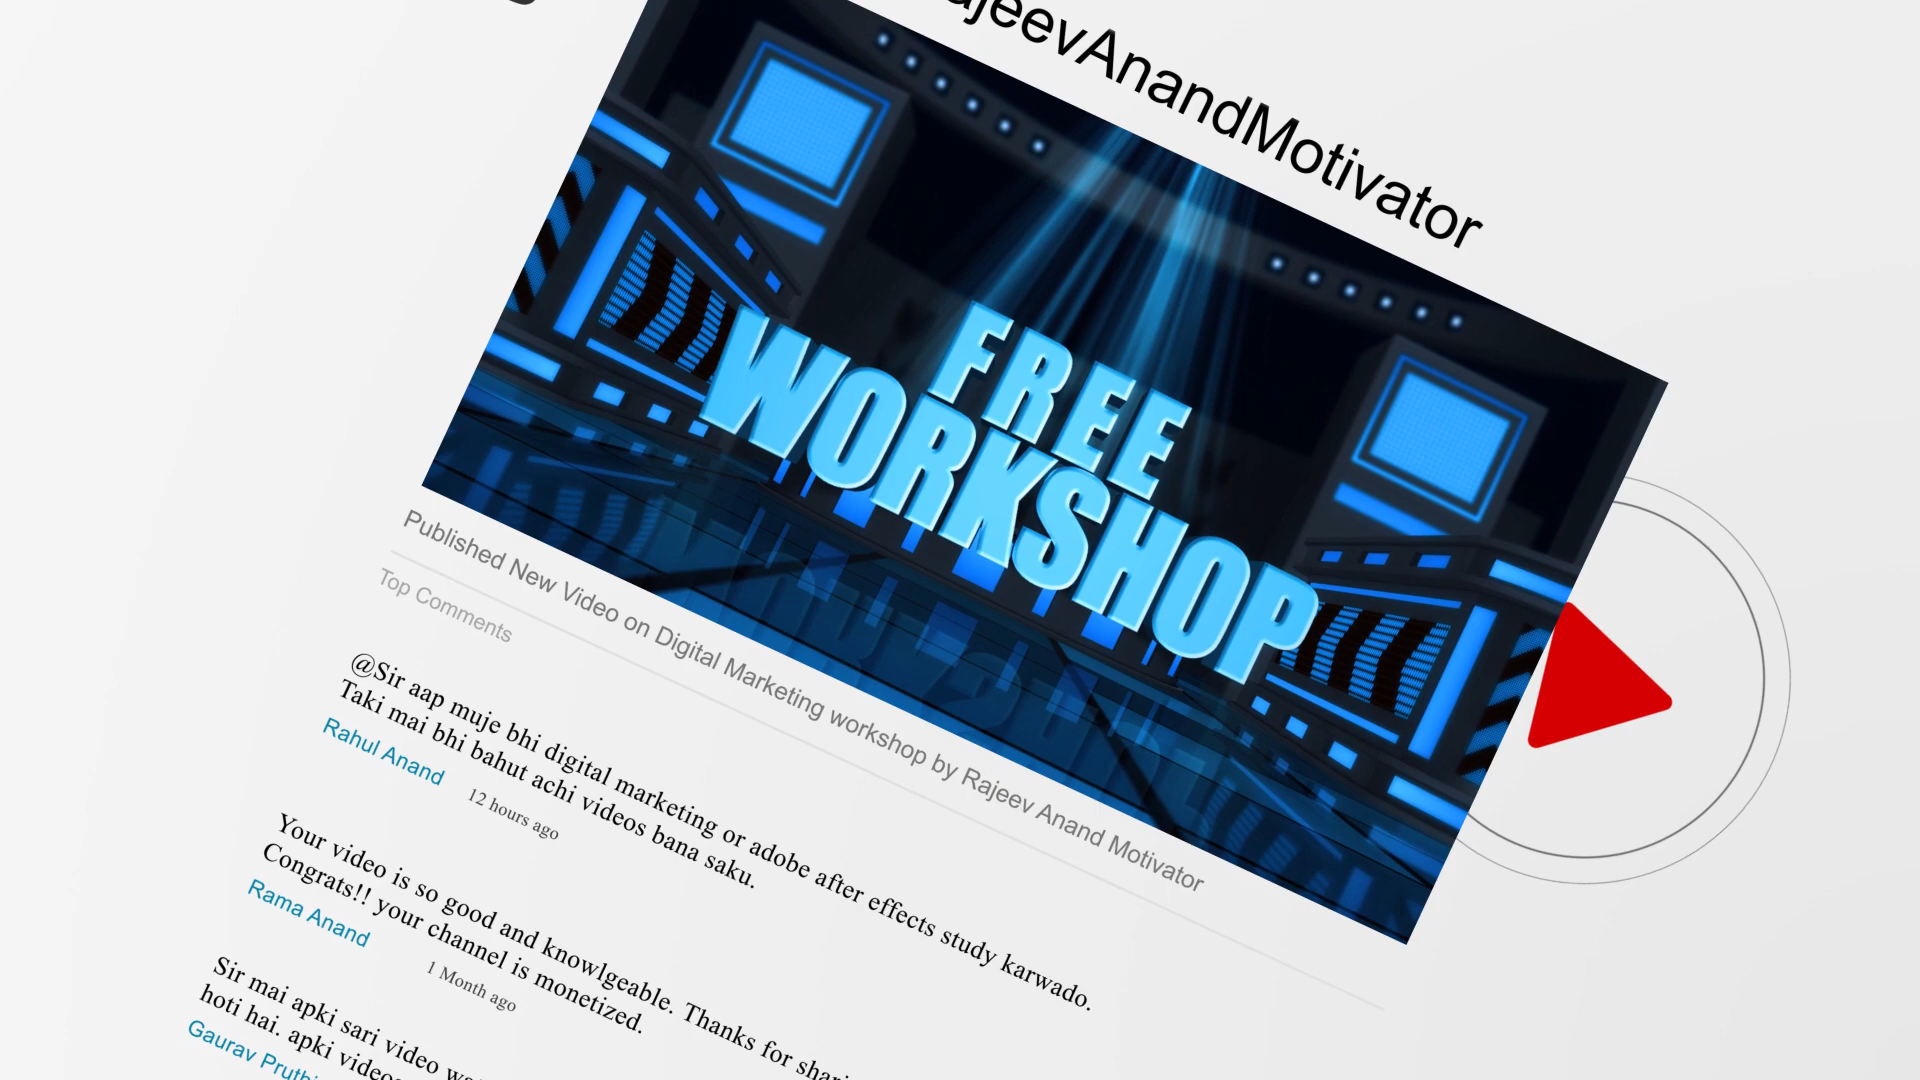 ajeevAnandMotivator
FREE
WORKSHOP
Published New Video on Digital Marketing workshop by Rajeev Anand Motivator
Top Comments
@Sir aap muje bhi digital marketing or adobe after effects study karwado.
Taki mai bhi bahut achi videos bana saku.
Rahul Anand
12 hours ago
Your video is so good and knowlgeable. Thanks for
Congrats!! your channel is monetized.
Rama Anand
1 Month ago
Sir mai apki sari video
hoti hai. apki
Gaurav